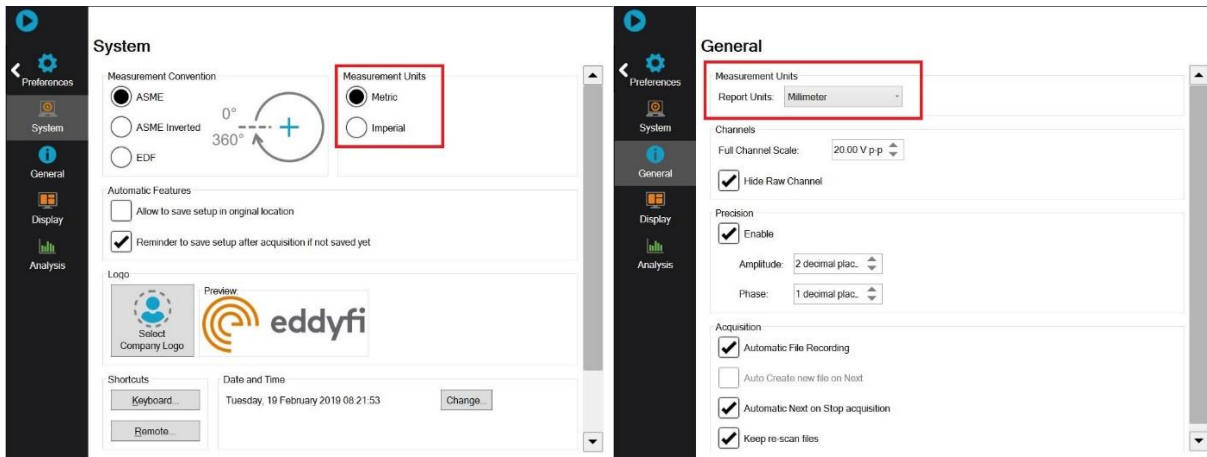 System
Preferences
System
General
Display
Analysis
Measurement Convention
ASME
ASME Inverted
EDF
0°
360°
Measurement Units
Metric
Imperial
Automatic Features
Allow to save setup in original location
Reminder to save setup after acquisition if not saved yet
Logo
Select
Company Logo
Preview:
eddyfi
Shortcuts
Keyboard...
Remote...
Date and Time
Tuesday, 19 February 2019 08:21:53
Change...
General
Preferences
System
General
Display
Analysis
Measurement Units
Report Units: Millimeter
Channels
Full Channel Scale: 20.00 V p-p
Hide Raw Channel
Precision
Enable
Amplitude: 2 decimal plac...
Phase: 1 decimal plac...
Acquisition
Automatic File Recording
Auto Create new file on Next
Automatic Next on Stop acquisition
Keep re-scan files